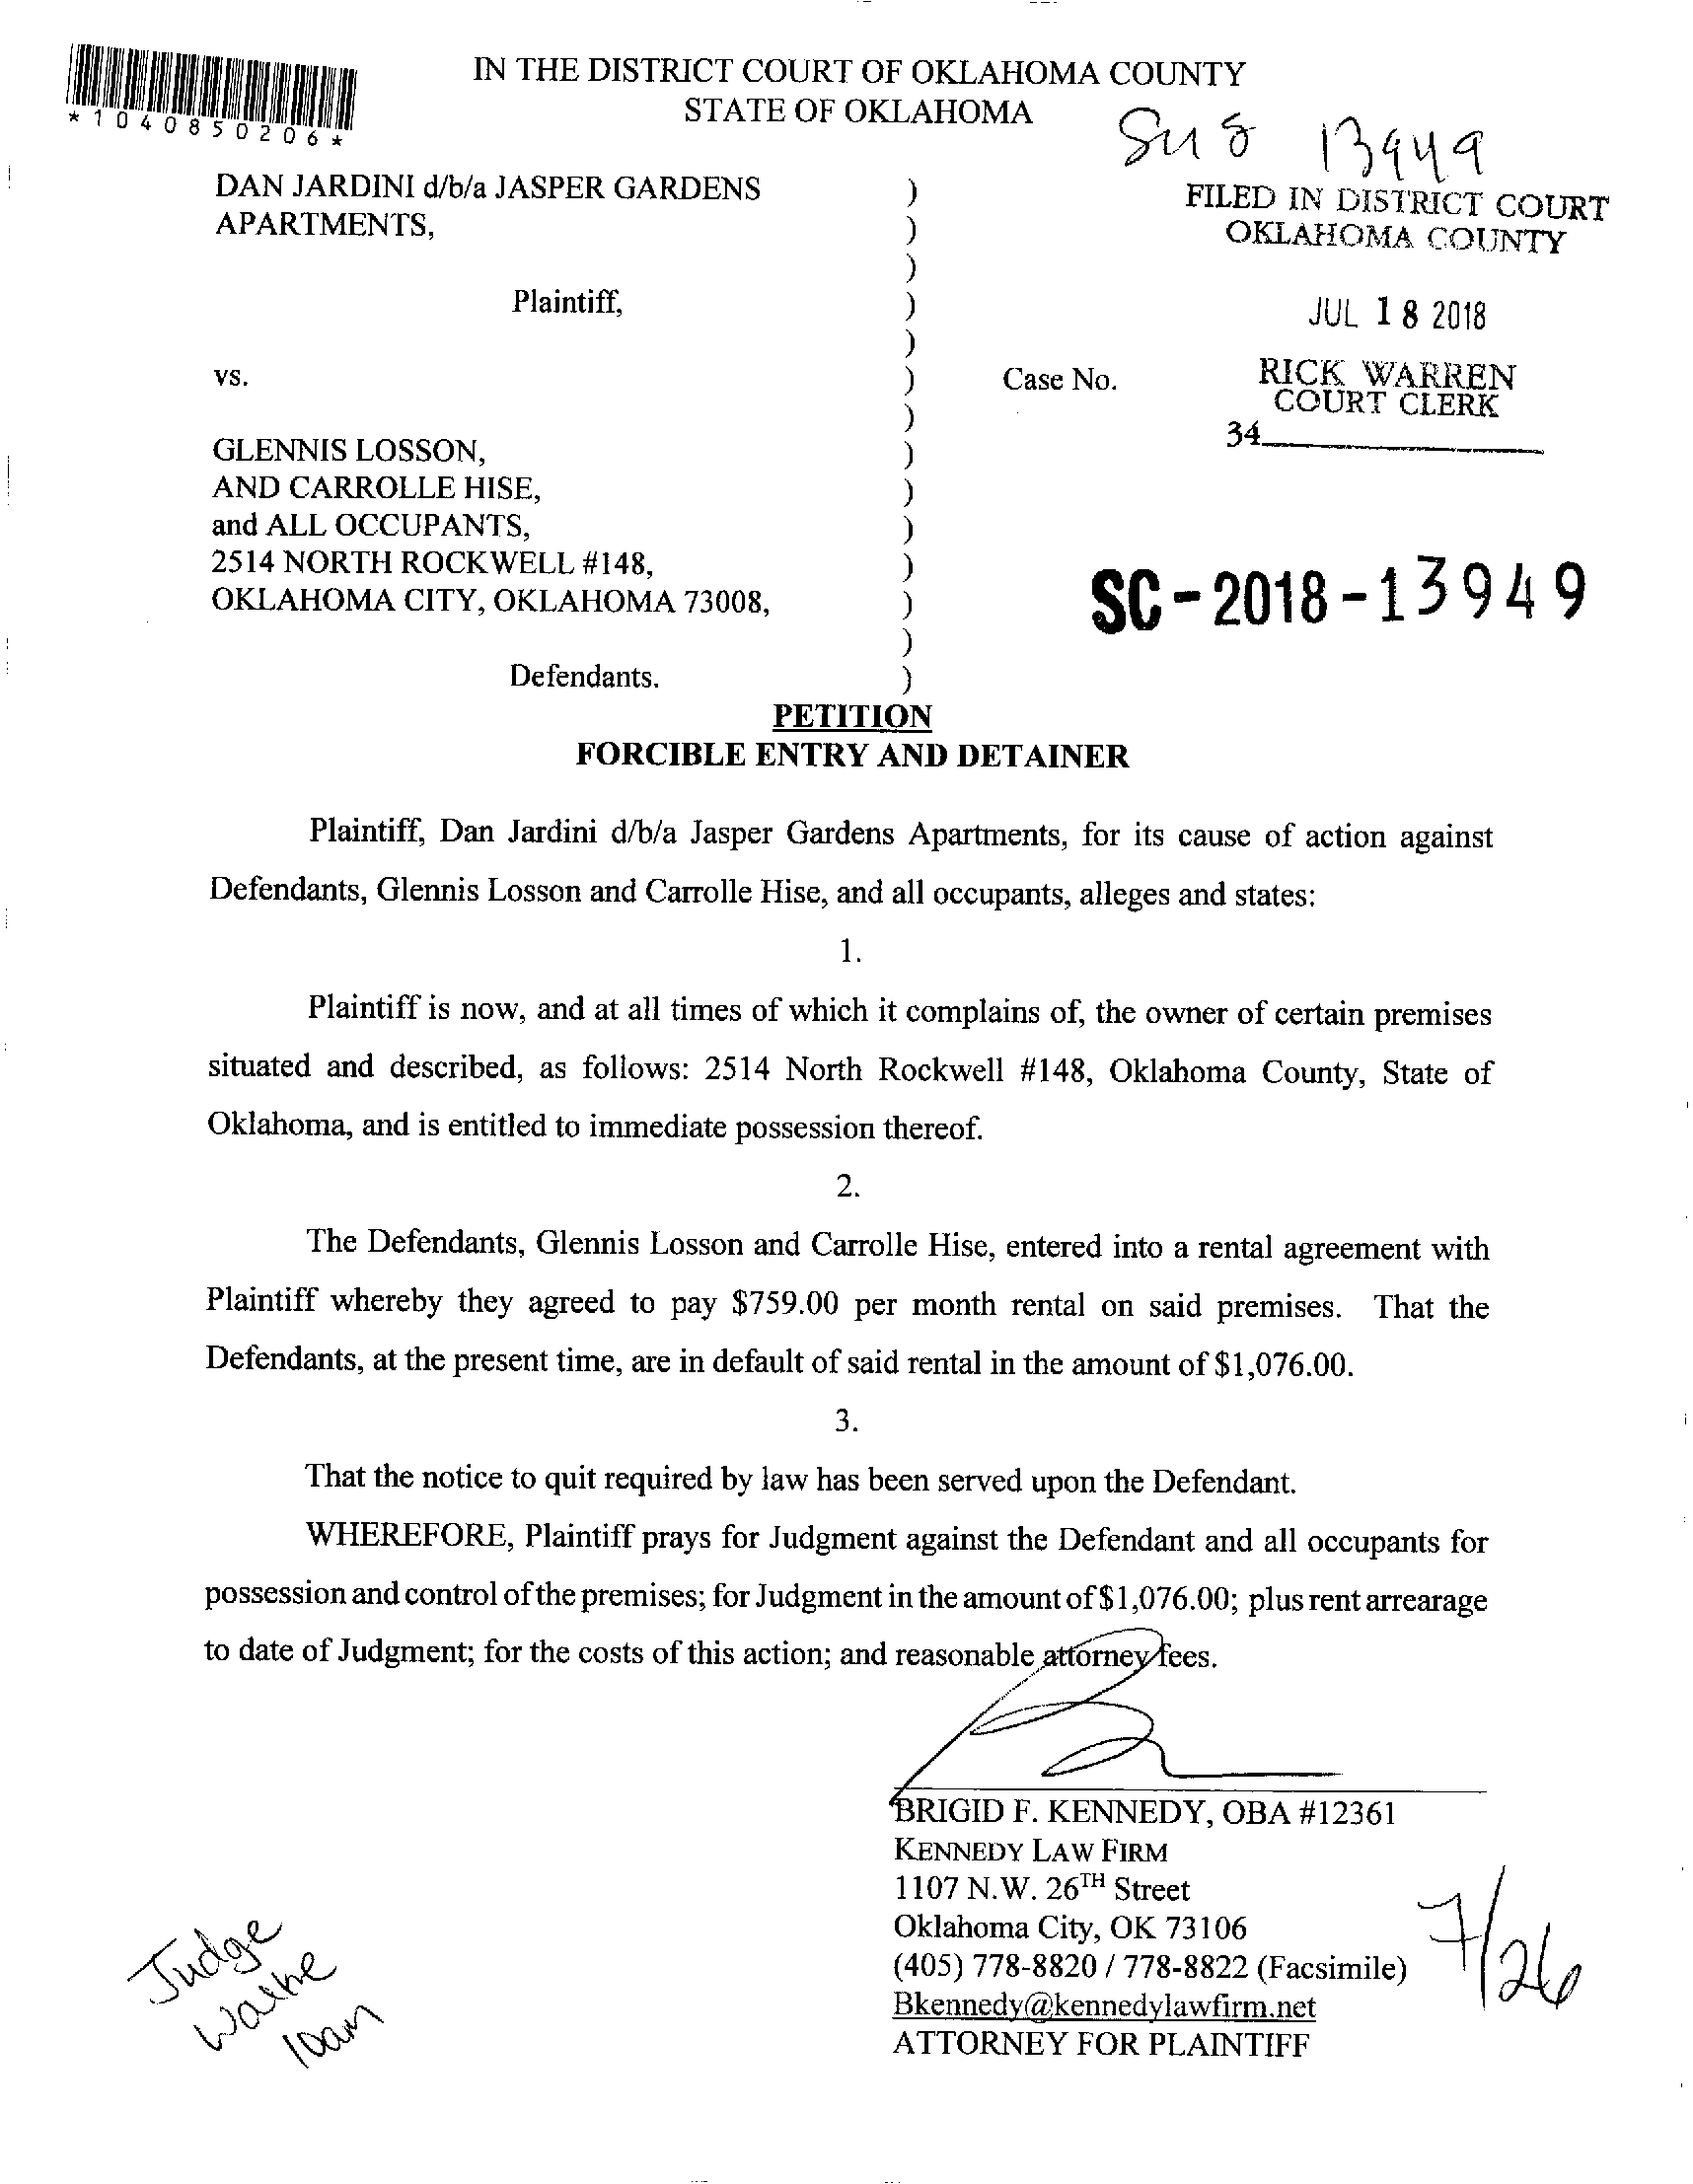 IN THE DISTRICT COURT OF OKLAHOMA COUNTY
STATE OF OKLAHOMA
*1040850206*
13949
DAN JARDINI d/b/a JASPER GARDENS )
APARTMENTS, )
)
Plaintiff, )
)
vs. )
)
GLENNIS LOSSON, )
AND CARROLLE HISE, )
and ALL OCCUPANTS, )
2514 NORTH ROCKWELL #148, )
OKLAHOMA CITY, OKLAHOMA 73008, )
)
Defendants. )
Case No.
FILED IN DISTRICT COURT
OKLAHOMA COUNTY
JUL 18 2018
RICK WARREN
COURT CLERK
34
SC-2018-13949
PETITION
FORCIBLE ENTRY AND DETAINER
Plaintiff, Dan Jardini d/b/a Jasper Gardens Apartments, for its cause of action against
Defendants, Glennis Losson and Carrolle Hise, and all occupants, alleges and states:
1.
Plaintiff is now, and at all times of which it complains of, the owner of certain premises
situated and described, as follows: 2514 North Rockwell #148, Oklahoma County, State of
Oklahoma, and is entitled to immediate possession thereof.
2.
The Defendants, Glennis Losson and Carrolle Hise, entered into a rental agreement with
Plaintiff whereby they agreed to pay $759.00 per month rental on said premises. That the
Defendants, at the present time, are in default of said rental in the amount of $1,076.00.
3.
That the notice to quit required by law has been served upon the Defendant.
WHEREFORE, Plaintiff prays for Judgment against the Defendant and all occupants for
possession and control of the premises; for Judgment in the amount of $1,076.00; plus rent arrearage
to date of Judgment; for the costs of this action; and reasonable attorney fees.
BRIGID F. KENNEDY, OBA #12361
KENNEDY LAW FIRM
1107 N.W. 26TH Street
Oklahoma City, OK 73106
(405) 778-8820 / 778-8822 (Facsimile)
Bkennedy@kennedylawfirm.net
ATTORNEY FOR PLAINTIFF
7/26
Judge
10am